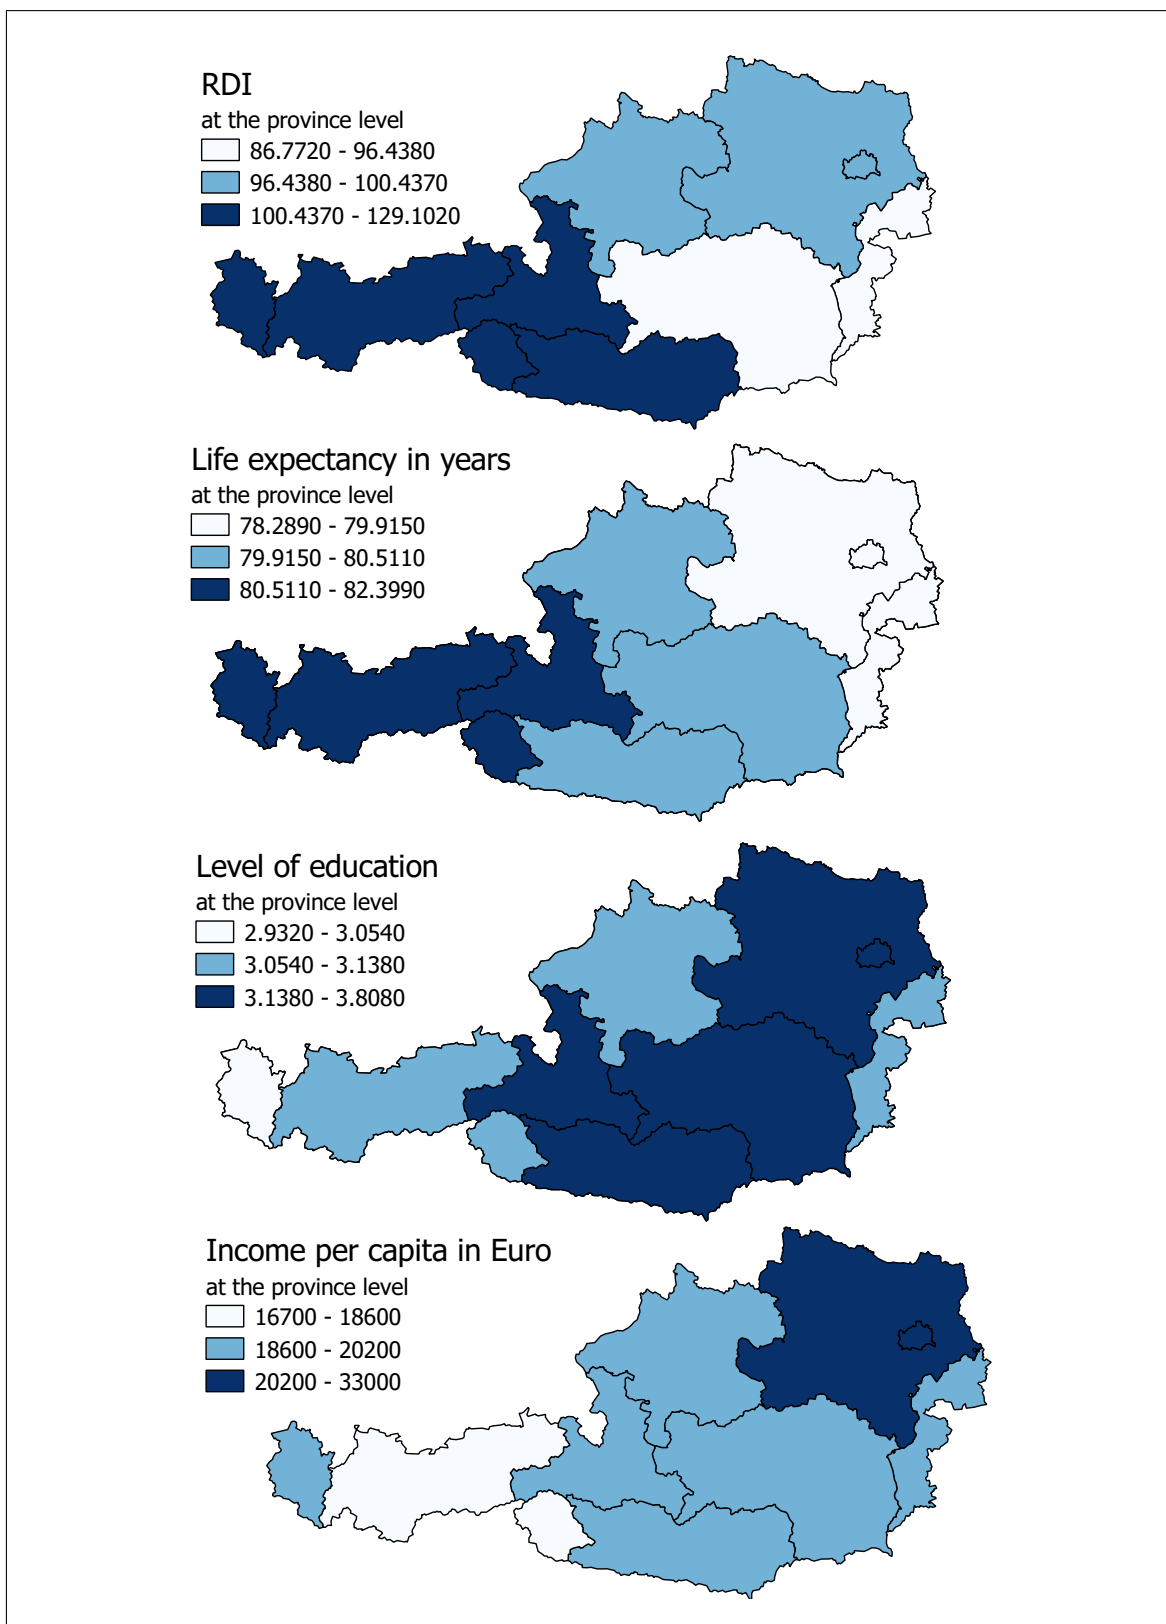 RDI
at the province level
86.7720 - 96.4380
96.4380 - 100.4370
100.4370 - 129.1020
Life expectancy in years
at the province level
78.2890 - 79.9150
79.9150 - 80.5110
80.5110 - 82.3990
Level of education
at the province level
2.9320 - 3.0540
3.0540 - 3.1380
3.1380 - 3.8080
Income per capita in Euro
at the province level
16700 - 18600
18600 - 20200
20200 - 33000